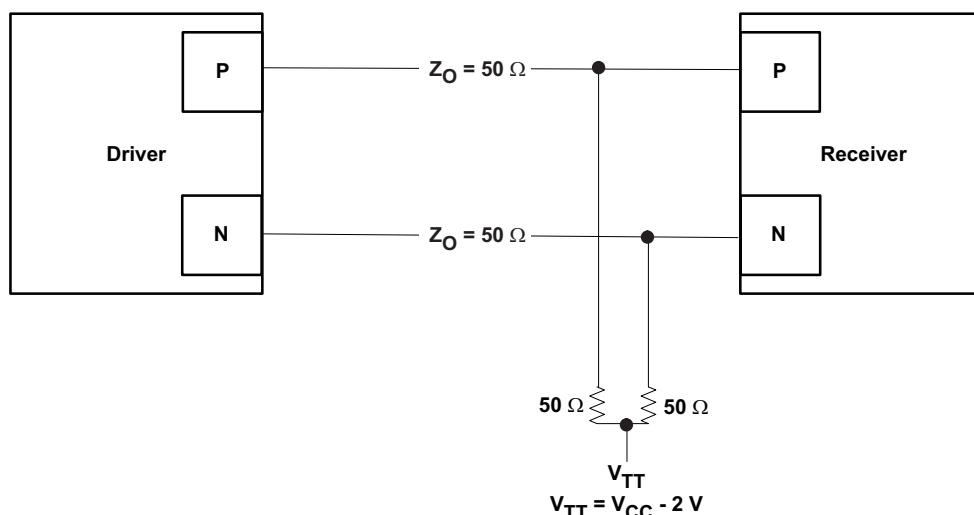 P
Z_O = 50 Ω
P
Driver
Receiver
N
Z_O = 50 Ω
N
50 Ω
50 Ω
V_TT
V_TT = V_CC - 2 V